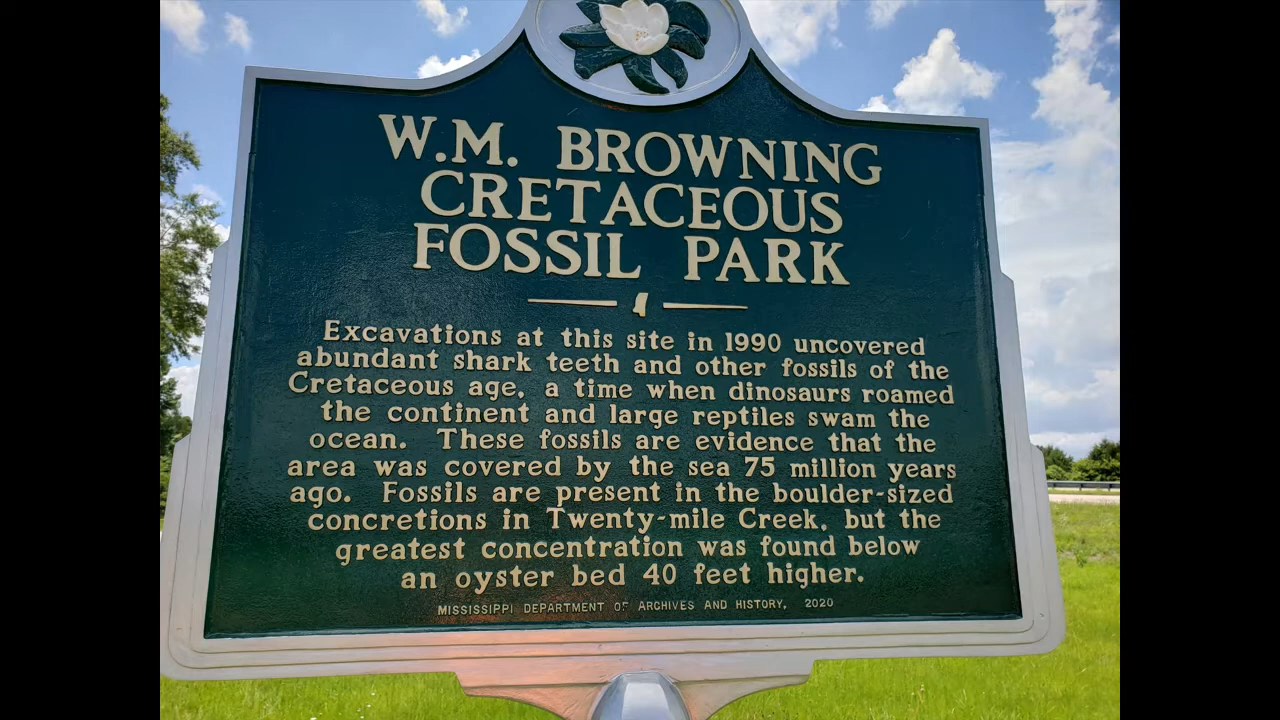 W.M. BROWNING
CRETACEOUS
FOSSIL PARK
Excavations at this site in 1990 uncovered
abundant shark teeth and other fossils of the
Cretaceous age, a time when dinosaurs roamed
the continent and large reptiles swam the
ocean. These fossils are evidence that the
area was covered by the sea 75 million years
ago. Fossils are present in the boulder-sized
concretions in Twenty-mile Creek, but the
greatest concentration was found below
an oyster bed 40 feet higher.
MISSISSIPPI DEPARTMENT OF ARCHIVES AND HISTORY, 2020